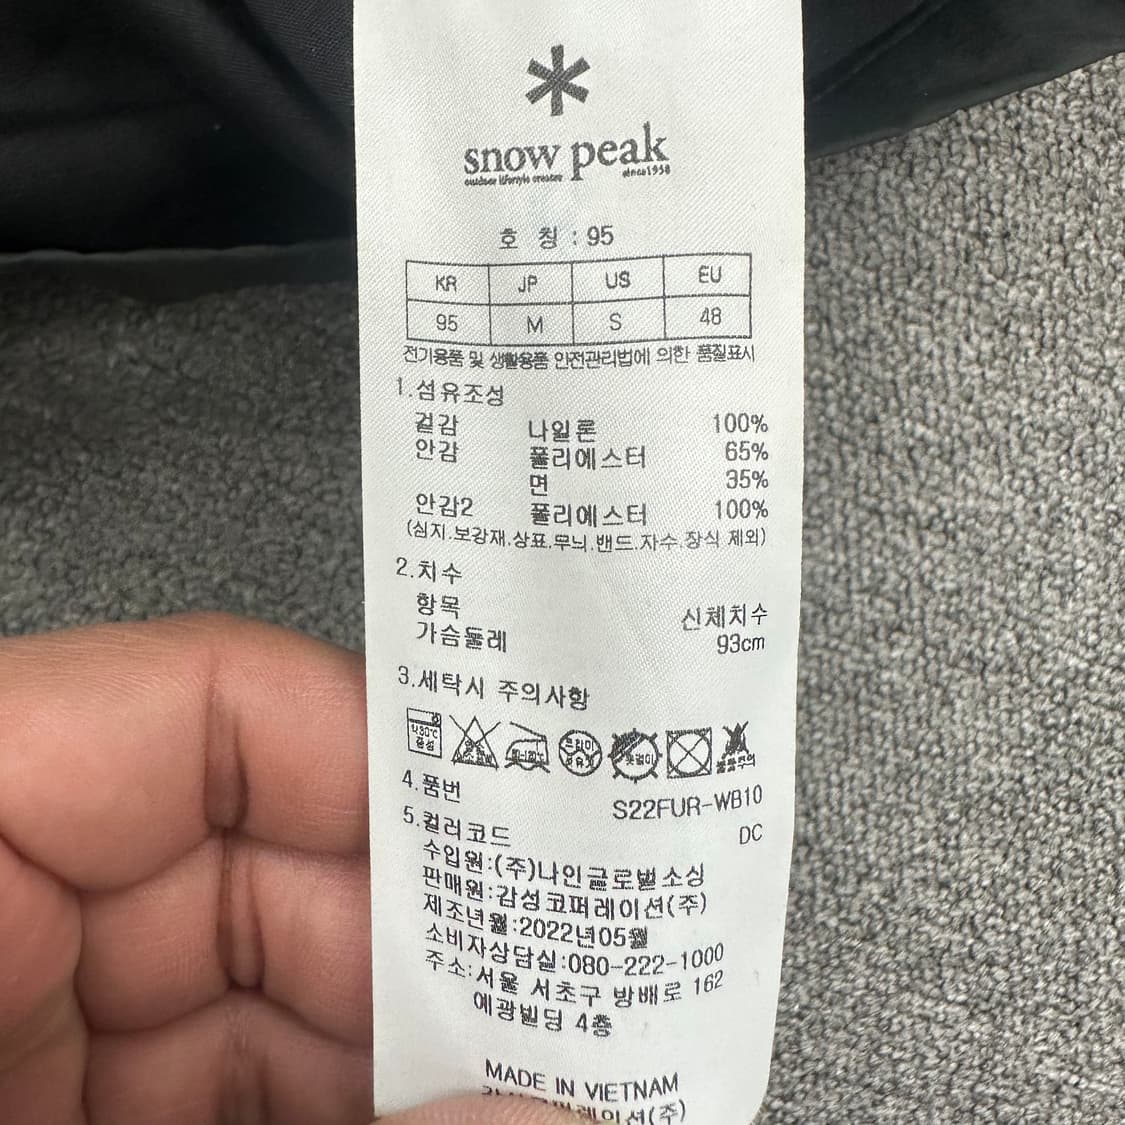 snow peak
outdoor lifestyle creator since1958
호 칭 : 95
KR JP US EU
95 M S 48
전기용품 및 생활용품 안전관리법에 의한 품질표시
1.섬유조성
겉감 나일론 100%
안감 폴리에스터 65%
면 35%
안감2 폴리에스터 100%
(심지.보강재.상표.무늬.밴드.자수.장식 제외)
2.치수
항목 신체치수
가슴둘레 93cm
3.세탁시 주의사항
약30℃
중성
4.품번 S22FUR-WB10
5.컬러코드 DC
수입원:(주)나인글로벌소싱
판매원:감성코퍼레이션(주)
제조년월:2022년05월
소비자상담실:080-222-1000
주소:서울 서초구 방배로 162
예광빌딩 4층
MADE IN VIETNAM